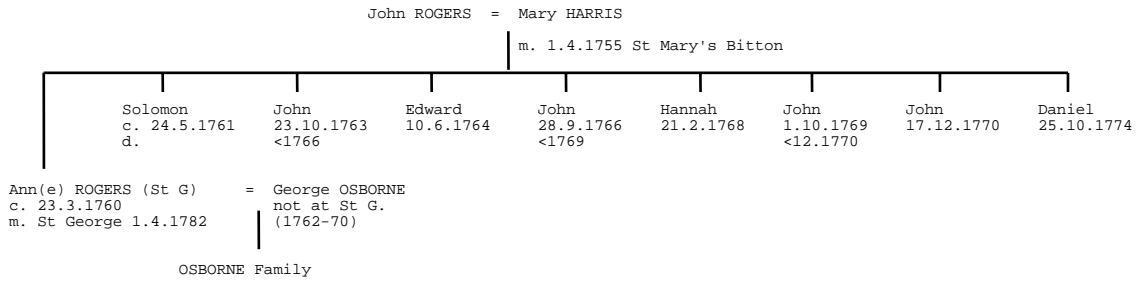 John ROGERS = Mary HARRIS
m. 1.4.1755 St Mary's Bitton
Solomon John Edward John Hannah John John Daniel
c. 24.5.1761 23.10.1763 10.6.1764 28.9.1766 21.2.1768 1.10.1769 17.12.1770 25.10.1774
d. <1766 <1769 <12.1770
Ann(e) ROGERS (St G) = George OSBORNE
c. 23.3.1760 not at St G.
m. St George 1.4.1782 (1762-70)
OSBORNE Family